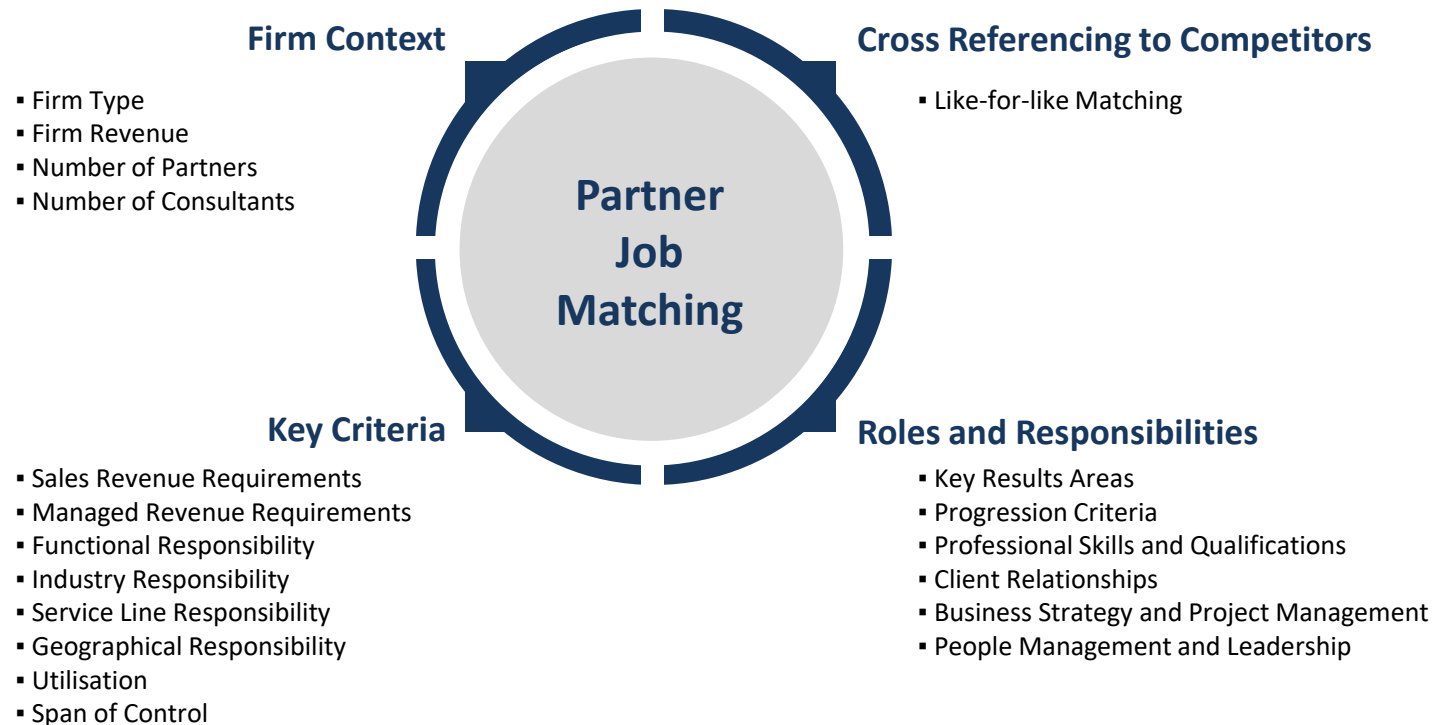 Firm Context
▪ Firm Type
▪ Firm Revenue
▪ Number of Partners
▪ Number of Consultants
Cross Referencing to Competitors
▪ Like-for-like Matching
Partner
Job
Matching
Key Criteria
▪ Sales Revenue Requirements
▪ Managed Revenue Requirements
▪ Functional Responsibility
▪ Industry Responsibility
▪ Service Line Responsibility
▪ Geographical Responsibility
▪ Utilisation
▪ Span of Control
Roles and Responsibilities
▪ Key Results Areas
▪ Progression Criteria
▪ Professional Skills and Qualifications
▪ Client Relationships
▪ Business Strategy and Project Management
▪ People Management and Leadership